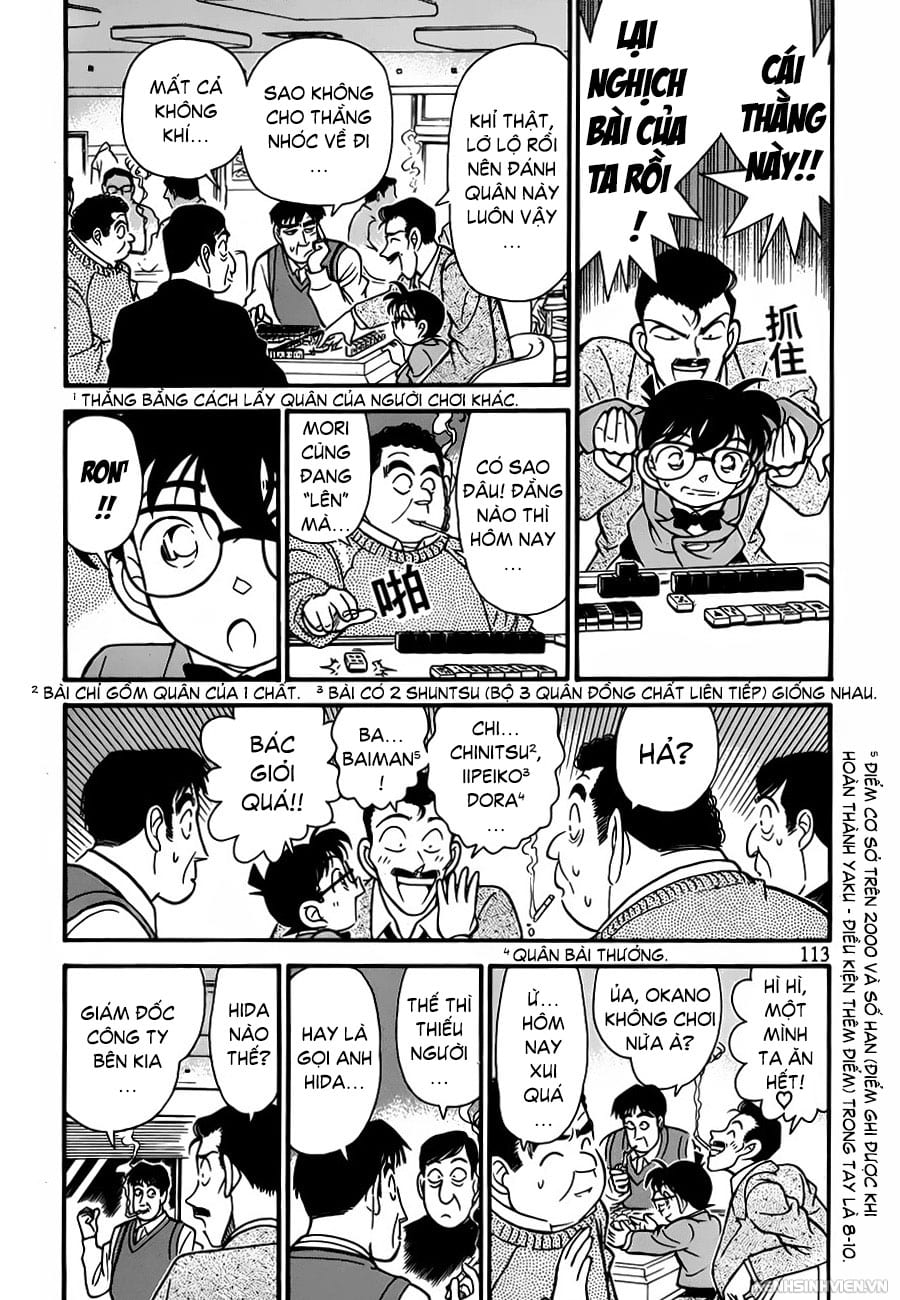 CÁI
THẰNG
NÀY!!
LẠI
NGHỊCH
BÀI CỦA
TA RỒI
!
抓
住
KHỈ THẬT,
LỠ LỘ RỒI
NÊN ĐÁNH
QUÂN NÀY
LUÔN VẬY
...
SAO KHÔNG
CHO THẰNG
NHÓC VỀ ĐI
...
MẤT CẢ
KHÔNG
KHÍ...
¹ THẮNG BẰNG CÁCH LẤY QUÂN CỦA NGƯỜI CHƠI KHÁC.
CÓ SAO
ĐÂU! ĐẰNG
NÀO THÌ
HÔM NAY
MORI
CŨNG
ĐANG
"LÊN"
MÀ...
啪
RON¹
!!
² BÀI CHỈ GỒM QUÂN CỦA 1 CHẤT. ³ BÀI CÓ 2 SHUNTSU (BỘ 3 QUÂN ĐỒNG CHẤT LIÊN TIẾP) GIỐNG NHAU.
HẢ?
CHI...
CHINITSU²,
IIPEIKO³
DORA⁴
...
BA...
BAIMAN⁵
!
BÁC
GIỎI
QUÁ!!
⁵ ĐIỂM CƠ SỞ TRÊN 2000 VÀ SỐ HAN (ĐIỂM GHI ĐƯỢC KHI
HOÀN THÀNH YAKU - ĐIỀU KIỆN THÊM ĐIỂM) TRONG TAY LÀ 8-10.
⁴ QUÂN BÀI THƯỞNG.
113
HÌ HÌ,
MỘT
MÌNH
TA ĂN
HẾT!
♡
ỦA, OKANO
KHÔNG CHƠI
NỮA À?
Ừ...
HÔM
NAY
XUI
QUÁ
THẾ THÌ
THIẾU
NGƯỜI
...
HAY LÀ
GỌI ANH
HIDA...
HIDA
NÀO
THẾ?
GIÁM ĐỐC
CÔNG TY
BÊN KIA
...
KENHSINHVIEN.VN